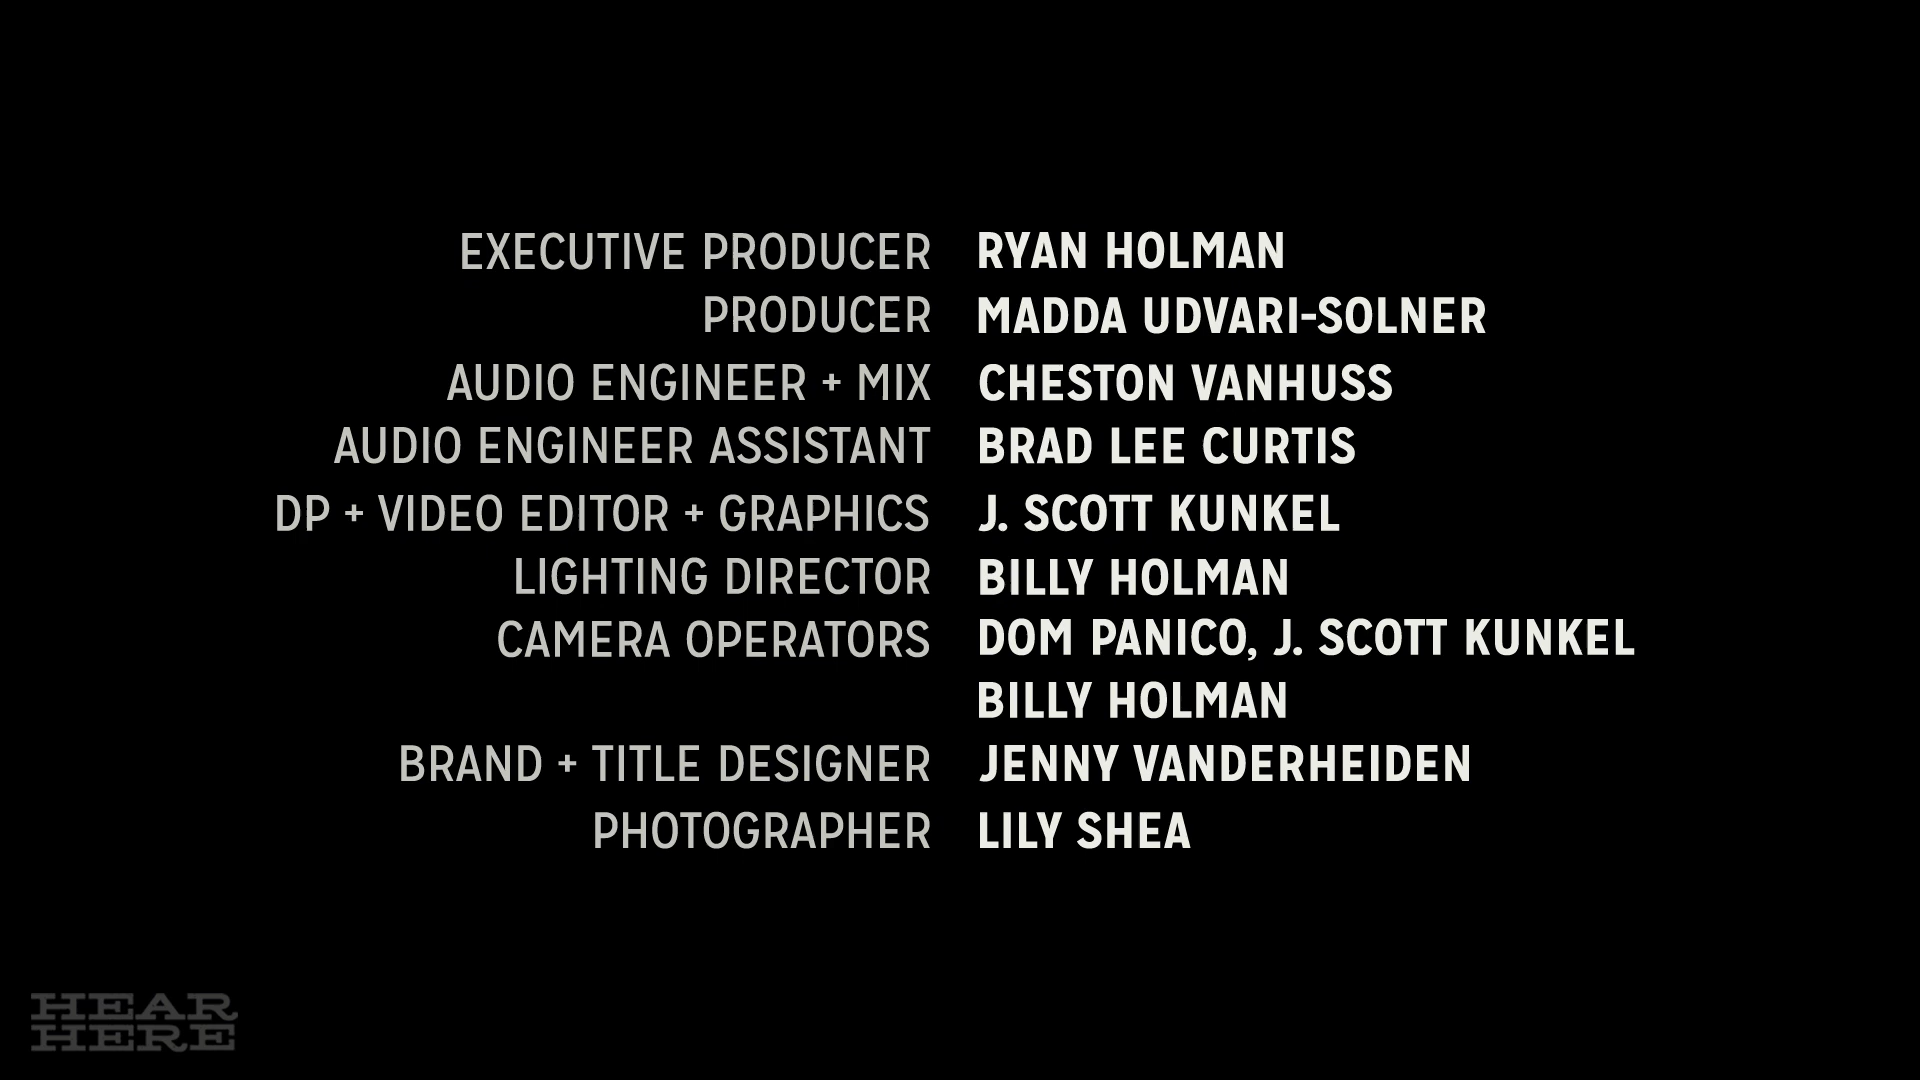 EXECUTIVE PRODUCER RYAN HOLMAN
PRODUCER MADDA UDVARI-SOLNER
AUDIO ENGINEER + MIX CHESTON VANHUSS
AUDIO ENGINEER ASSISTANT BRAD LEE CURTIS
DP + VIDEO EDITOR + GRAPHICS J. SCOTT KUNKEL
LIGHTING DIRECTOR BILLY HOLMAN
CAMERA OPERATORS DOM PANICO, J. SCOTT KUNKEL
BILLY HOLMAN
BRAND + TITLE DESIGNER JENNY VANDERHEIDEN
PHOTOGRAPHER LILY SHEA
HEAR
HERE